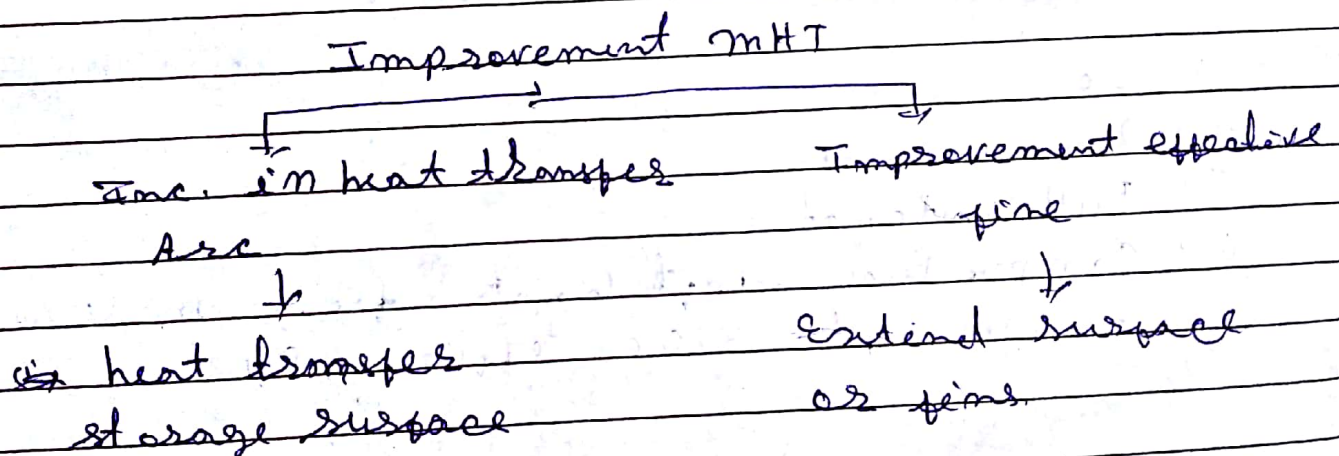 Improvement MHT
Inc. in heat transfer
Improvement effective
Arc
fine
heat transfer
Extend surface
storage surface
or fins.